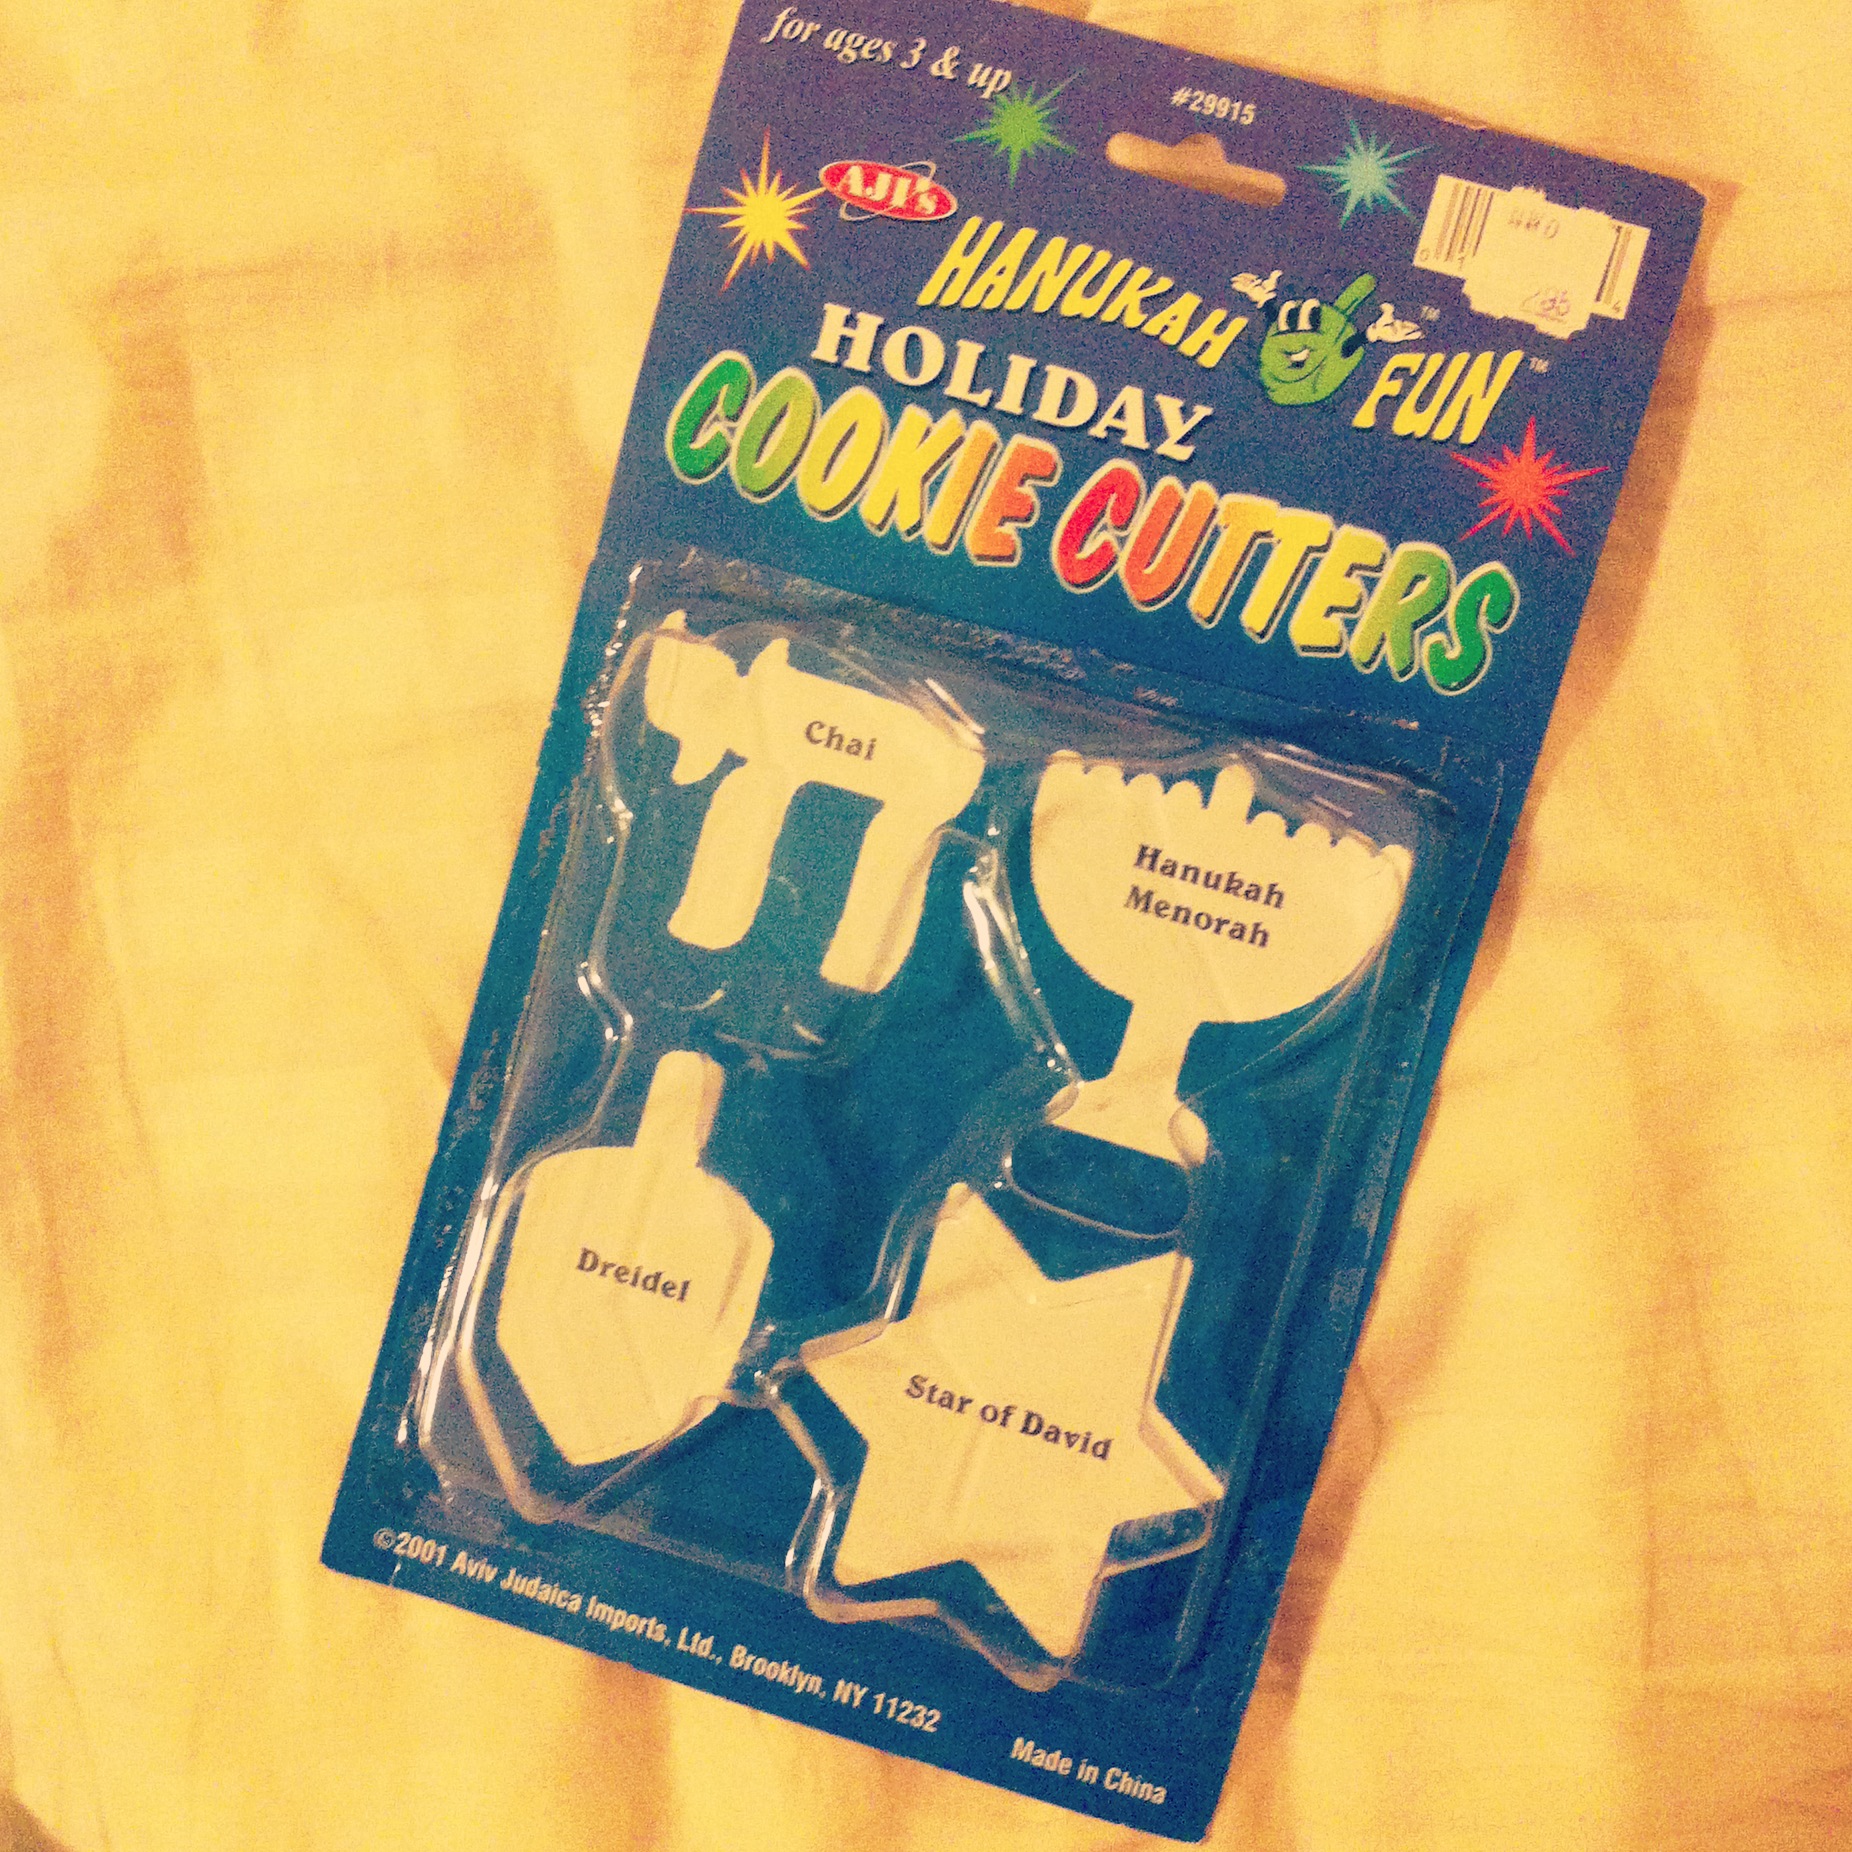 for ages 3 & up
#29915
AJI's
HANUKAH FUN™
HOLIDAY
COOKIE CUTTERS
Chai
Hanukah
Menorah
Dreidel
Star of David
©2001 Aviv Judaica Imports, Ltd., Brooklyn, NY 11232
Made in China